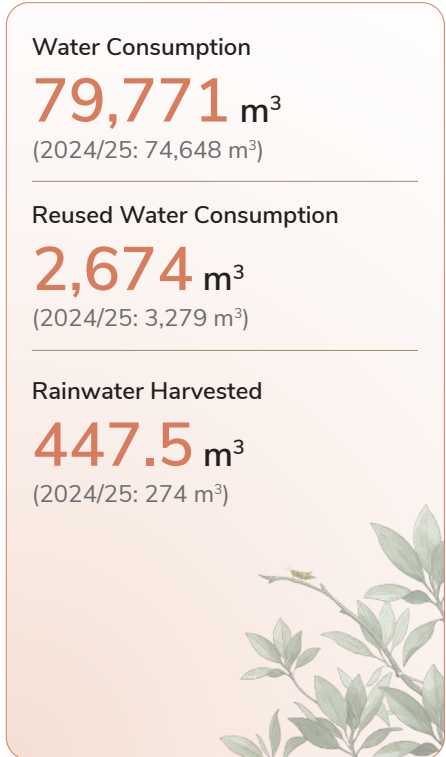 Water Consumption
79,771 m³
(2024/25: 74,648 m³)
Reused Water Consumption
2,674 m³
(2024/25: 3,279 m³)
Rainwater Harvested
447.5 m³
(2024/25: 274 m³)